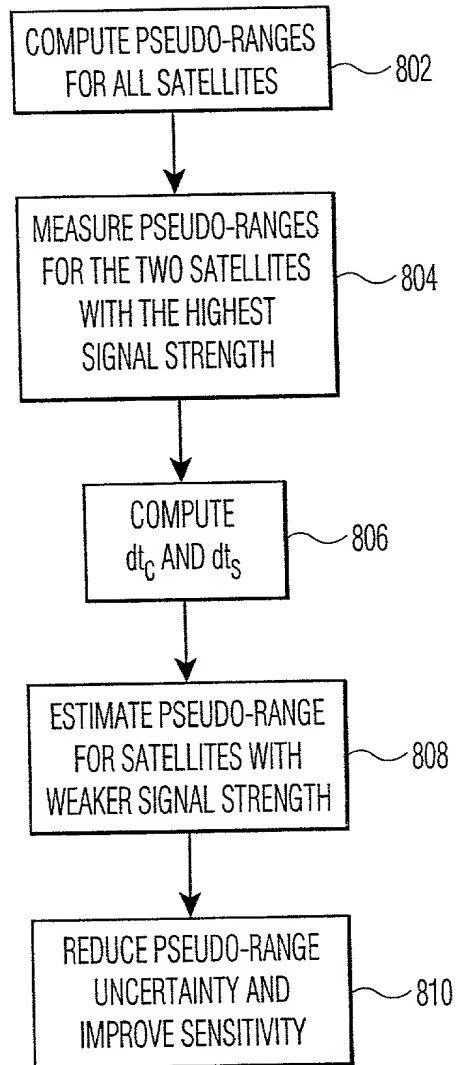 COMPUTE PSEUDO-RANGES
FOR ALL SATELLITES
802
MEASURE PSEUDO-RANGES
FOR THE TWO SATELLITES
WITH THE HIGHEST
SIGNAL STRENGTH
804
COMPUTE
dtC AND dtS
806
ESTIMATE PSEUDO-RANGE
FOR SATELLITES WITH
WEAKER SIGNAL STRENGTH
808
REDUCE PSEUDO-RANGE
UNCERTAINTY AND
IMPROVE SENSITIVITY
810